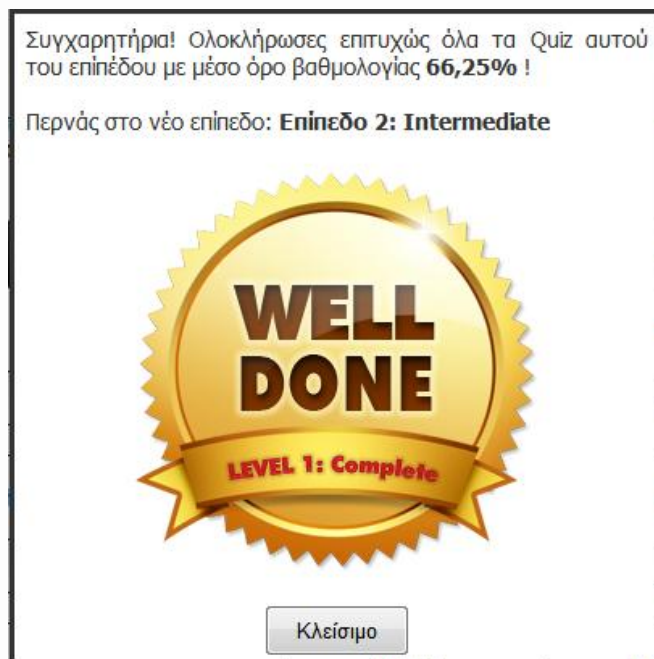 Συγχαρητήρια! Ολοκλήρωσες επιτυχώς όλα τα Quiz αυτού
του επίπέδου με μέσο όρο βαθμολογίας 66,25% !
Περνάς στο νέο επίπεδο: Επίπεδο 2: Intermediate
WELL
DONE
LEVEL 1: Complete
Κλείσιμο